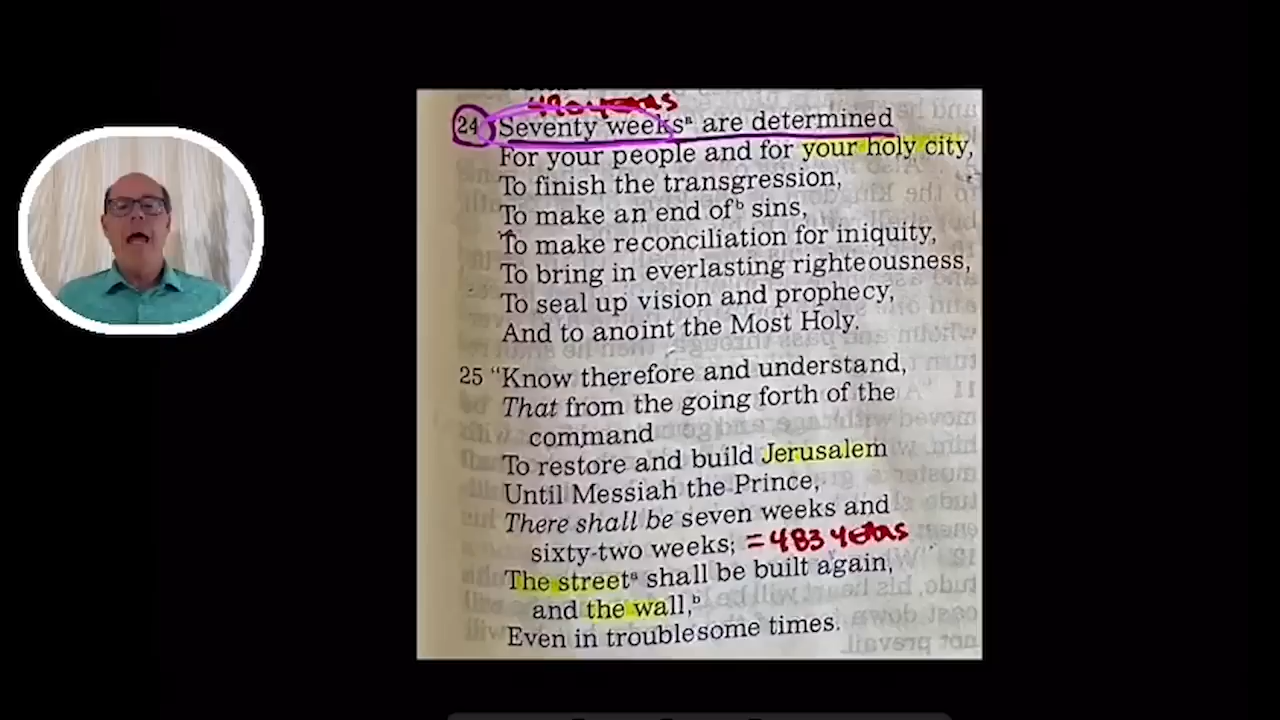 490 years
24 Seventy weeksᵃ are determined
For your people and for your holy city,
To finish the transgression,
To make an end ofᵇ sins,
To make reconciliation for iniquity,
To bring in everlasting righteousness,
To seal up vision and prophecy,
And to anoint the Most Holy.
25 "Know therefore and understand,
That from the going forth of the
command
To restore and build Jerusalem
Until Messiah the Prince,
There shall be seven weeks and
sixty-two weeks; = 483 years
The streetᵃ shall be built again,
and the wall,ᵇ
Even in troublesome times.